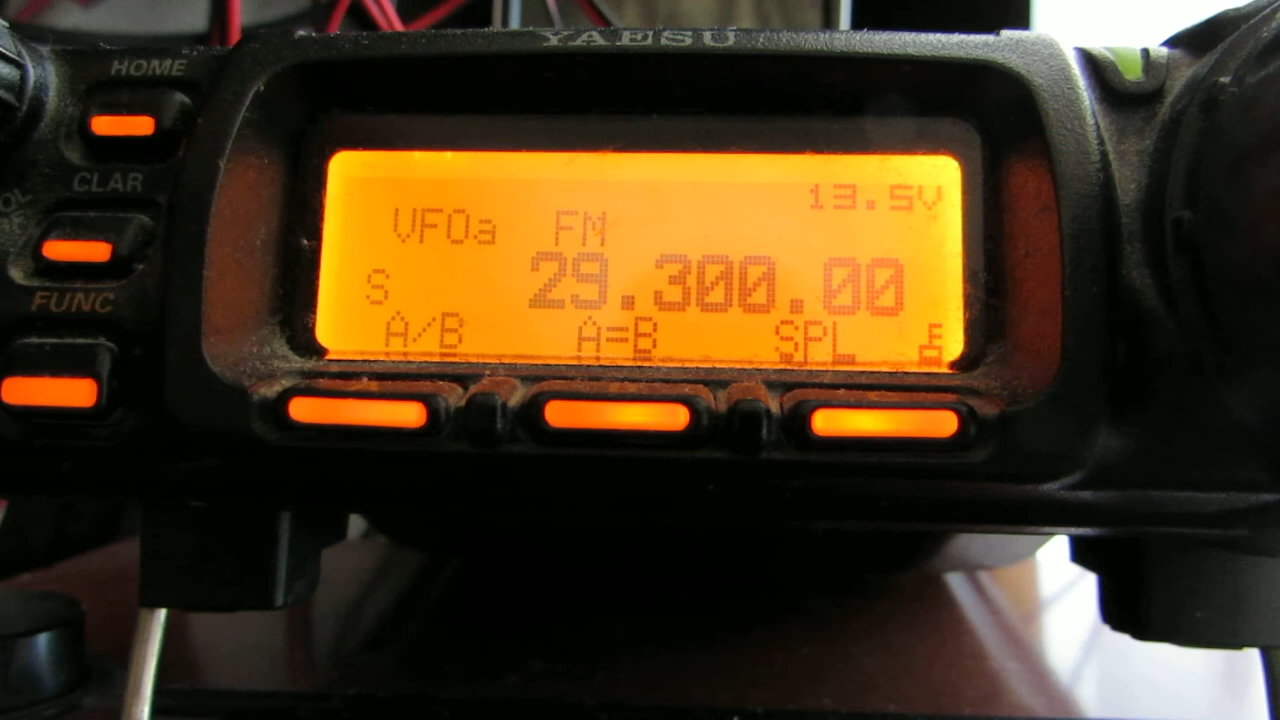 YAESU
HOME
CLAR
FUNC
13.5V
VFOa FM
29.300.00
S
A/B A=B SPL